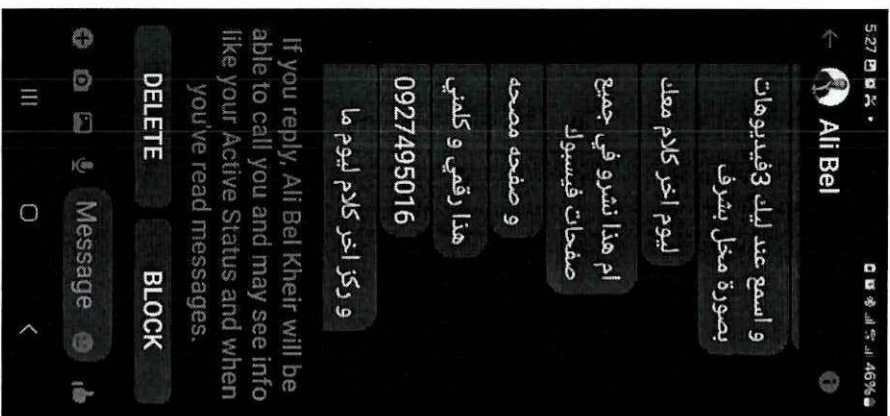 5:27
46%
Ali Bel
و اسمع عند ليك 3فيديوهات
بصورة مخل بشرف
ليوم اخر كلام معك
ام هذا نشرو في جميع
صفحات فيسبوك
و صفحه مصحه
هذا رقمي و كلمني
0927495016
و ركز اخر كلام ليوم ما
If you reply, Ali Bel Kheir will be
able to call you and may see info
like your Active Status and when
you've read messages.
DELETE
BLOCK
Message